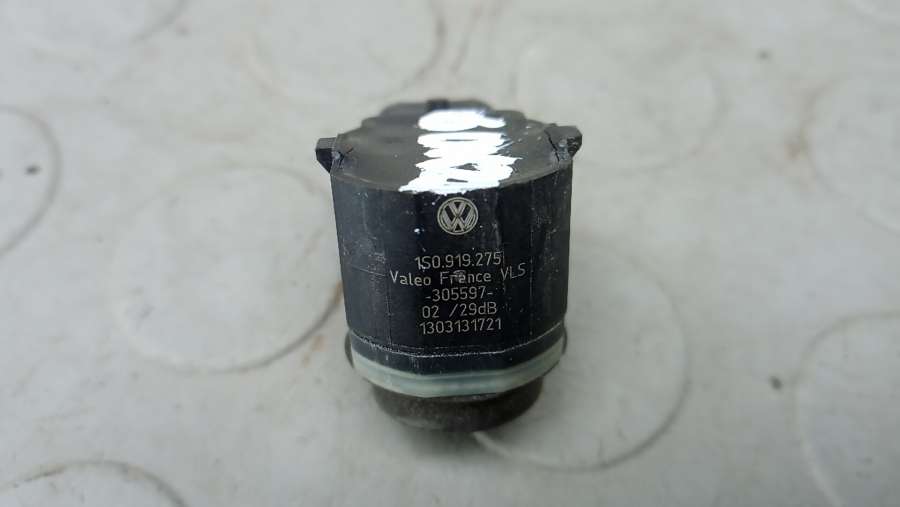 1S0.919.275
Valeo France VLS
-305597-
02 /29dB
1303131721